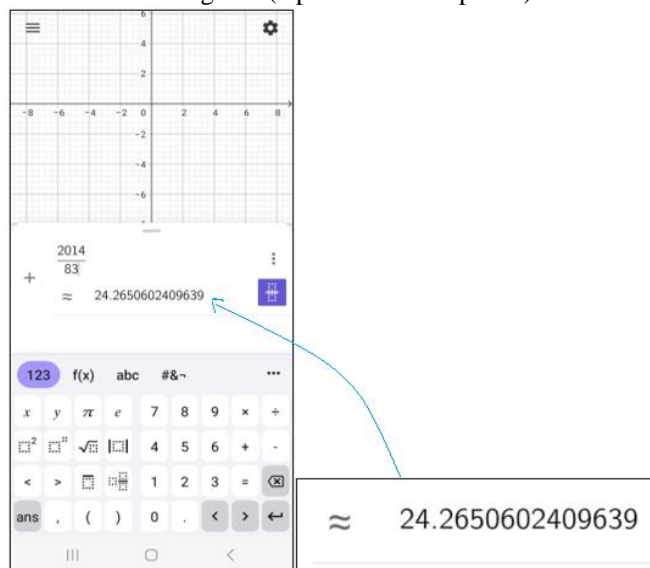 6
4
2
-8 -6 -4 -2 0 2 4 6 8
-2
-4
-6
2014
83
+
≈ 24.2650602409639
123 f(x) abc #&¬ ...
x y π e 7 8 9 × ÷
4 5 6 + -
< > 1 2 3 =
ans , ( ) 0 . < >
≈ 24.2650602409639